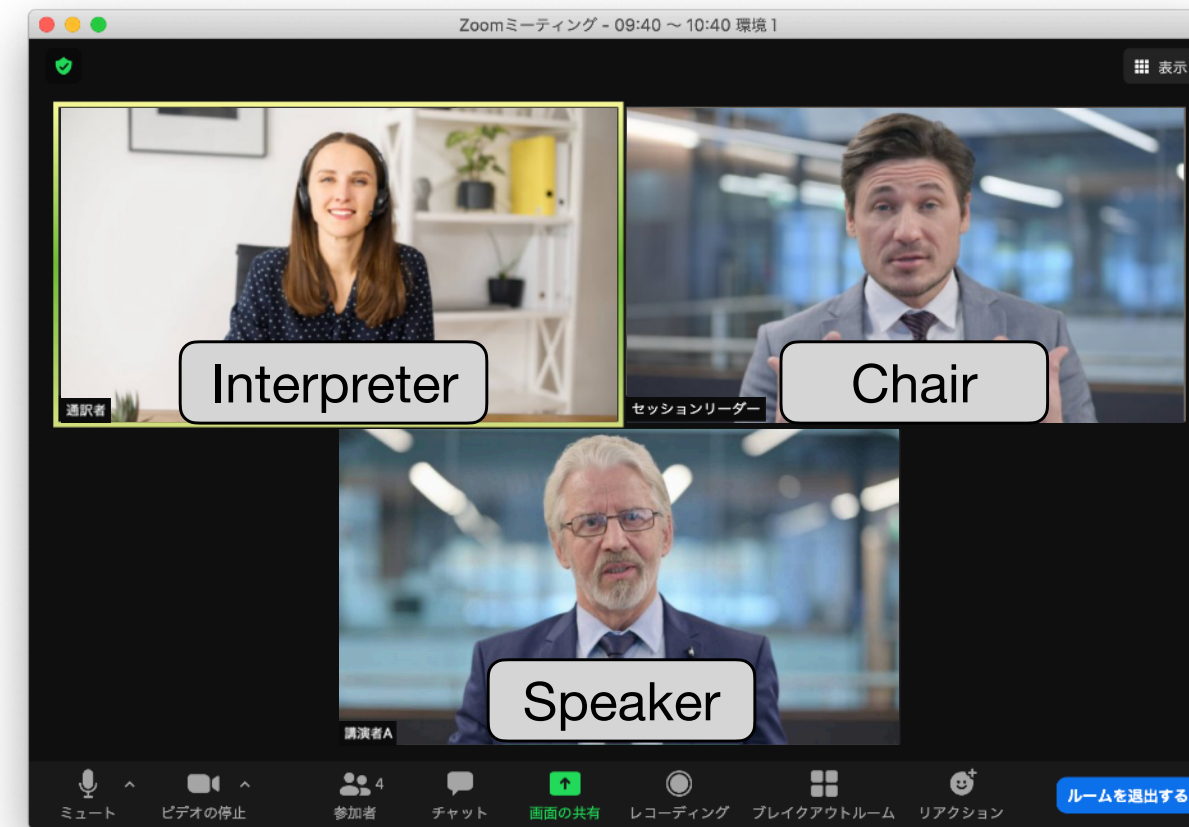 Zoomミーティング - 09:40 ～ 10:40 環境 1
表示
Interpreter
通訳者
Chair
セッションリーダー
Speaker
講演者A
ミュート
ビデオの停止
4
参加者
チャット
画面の共有
レコーディング
ブレイクアウトルーム
リアクション
ルームを退出する